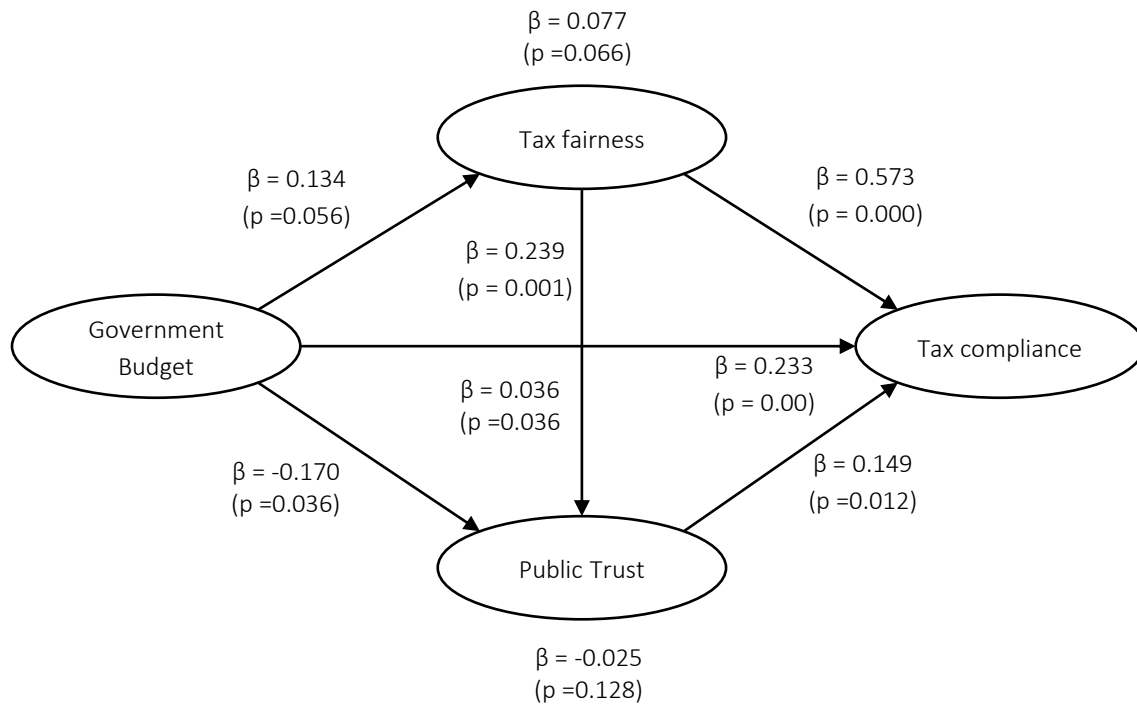 β = 0.077
(p =0.066)
Tax fairness
β = 0.134
(p =0.056)
β = 0.573
(p = 0.000)
β = 0.239
(p = 0.001)
Government
Budget
Tax compliance
β = 0.233
(p = 0.00)
β = 0.036
(p =0.036
β = -0.170
(p =0.036)
β = 0.149
(p =0.012)
Public Trust
β = -0.025
(p =0.128)